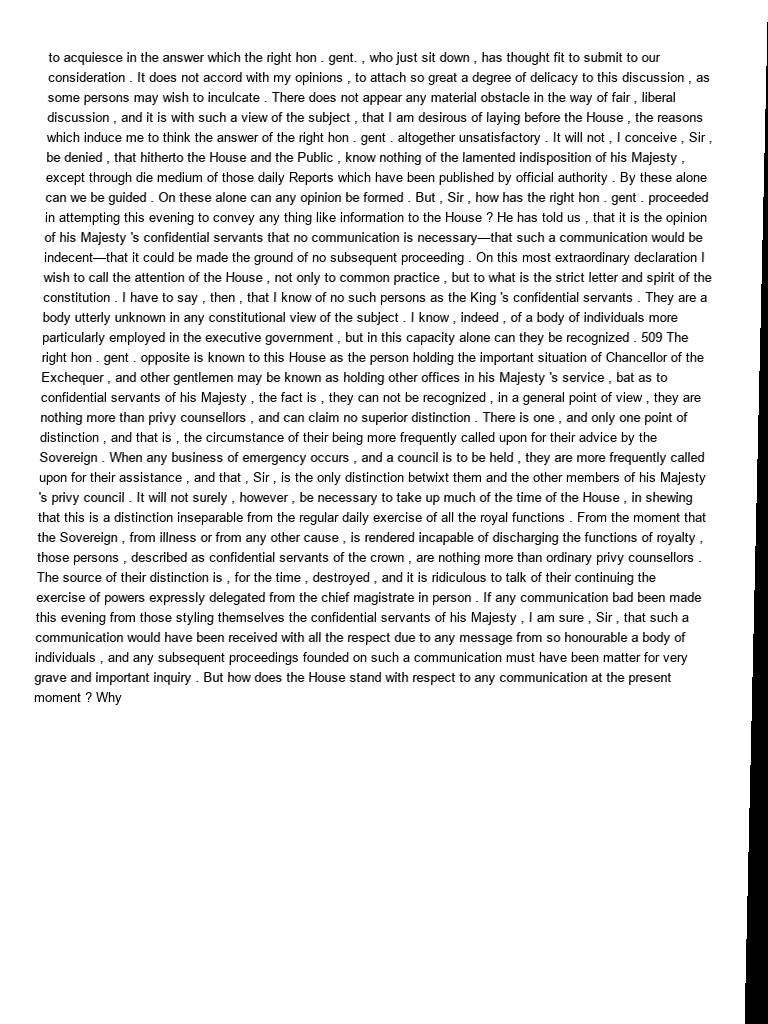 to acquiesce in the answer which the right hon . gent. , who just sit down , has thought fit to submit to our
consideration . It does not accord with my opinions , to attach so great a degree of delicacy to this discussion , as
some persons may wish to inculcate . There does not appear any material obstacle in the way of fair , liberal
discussion , and it is with such a view of the subject , that I am desirous of laying before the House , the reasons
which induce me to think the answer of the right hon . gent . altogether unsatisfactory . It will not , I conceive , Sir ,
be denied , that hitherto the House and the Public , know nothing of the lamented indisposition of his Majesty ,
except through die medium of those daily Reports which have been published by official authority . By these alone
can we be guided . On these alone can any opinion be formed . But , Sir , how has the right hon . gent . proceeded
in attempting this evening to convey any thing like information to the House ? He has told us , that it is the opinion
of his Majesty 's confidential servants that no communication is necessary—that such a communication would be
indecent—that it could be made the ground of no subsequent proceeding . On this most extraordinary declaration I
wish to call the attention of the House , not only to common practice , but to what is the strict letter and spirit of the
constitution . I have to say , then , that I know of no such persons as the King 's confidential servants . They are a
body utterly unknown in any constitutional view of the subject . I know , indeed , of a body of individuals more
particularly employed in the executive government , but in this capacity alone can they be recognized . 509 The
right hon . gent . opposite is known to this House as the person holding the important situation of Chancellor of the
Exchequer , and other gentlemen may be known as holding other offices in his Majesty 's service , bat as to
confidential servants of his Majesty , the fact is , they can not be recognized , in a general point of view , they are
nothing more than privy counsellors , and can claim no superior distinction . There is one , and only one point of
distinction , and that is , the circumstance of their being more frequently called upon for their advice by the
Sovereign . When any business of emergency occurs , and a council is to be held , they are more frequently called
upon for their assistance , and that , Sir , is the only distinction betwixt them and the other members of his Majesty
's privy council . It will not surely , however , be necessary to take up much of the time of the House , in shewing
that this is a distinction inseparable from the regular daily exercise of all the royal functions . From the moment that
the Sovereign , from illness or from any other cause , is rendered incapable of discharging the functions of royalty ,
those persons , described as confidential servants of the crown , are nothing more than ordinary privy counsellors .
The source of their distinction is , for the time , destroyed , and it is ridiculous to talk of their continuing the
exercise of powers expressly delegated from the chief magistrate in person . If any communication bad been made
this evening from those styling themselves the confidential servants of his Majesty , I am sure , Sir , that such a
communication would have been received with all the respect due to any message from so honourable a body of
individuals , and any subsequent proceedings founded on such a communication must have been matter for very
grave and important inquiry . But how does the House stand with respect to any communication at the present
moment ? Why